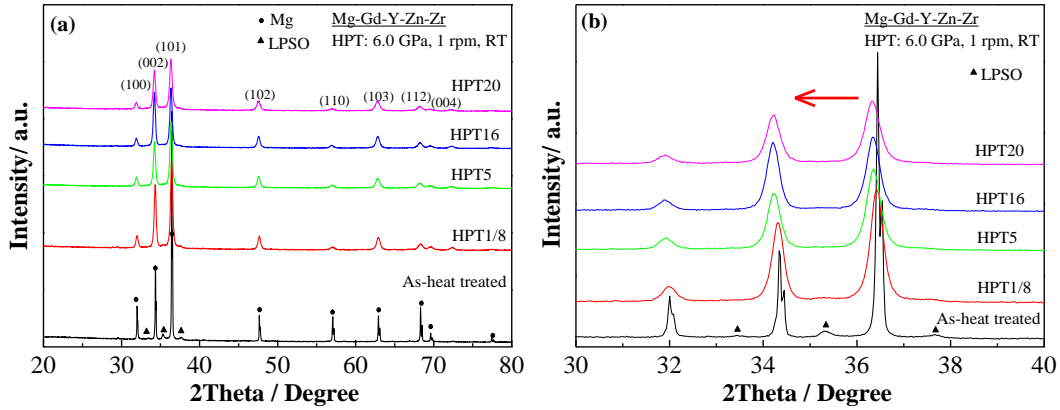 (a)
● Mg
▲ LPSO
Mg-Gd-Y-Zn-Zr
HPT: 6.0 GPa, 1 rpm, RT
(100)
(002)
(101)
(102)
(110)
(103)
(112)
(004)
HPT20
HPT16
HPT5
HPT1/8
As-heat treated
Intensity/ a.u.
20 30 40 50 60 70 80
2Theta / Degree
(b)
Mg-Gd-Y-Zn-Zr
HPT: 6.0 GPa, 1 rpm, RT
▲ LPSO
HPT20
HPT16
HPT5
HPT1/8
As-heat treated
Intensity/ a.u.
30 32 34 36 38 40
2Theta / Degree